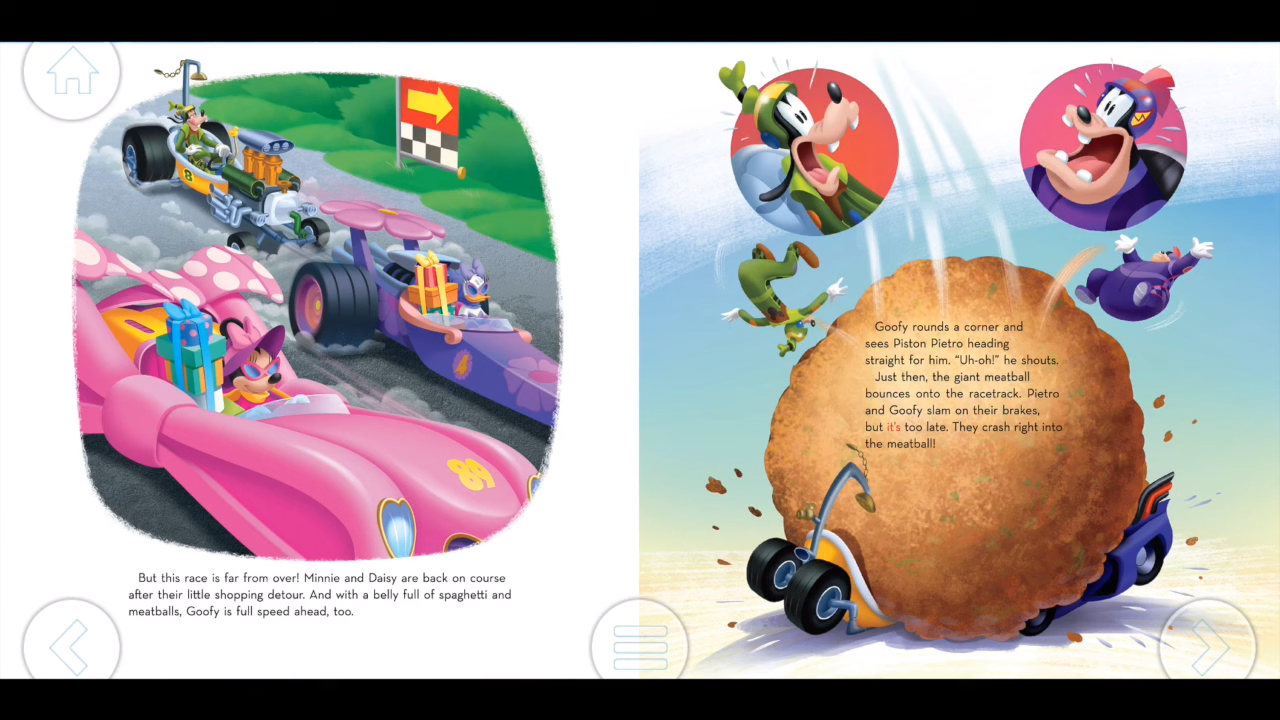 8
89
But this race is far from over! Minnie and Daisy are back on course
after their little shopping detour. And with a belly full of spaghetti and
meatballs, Goofy is full speed ahead, too.
Goofy rounds a corner and
sees Piston Pietro heading
straight for him. “Uh-oh!” he shouts.
Just then, the giant meatball
bounces onto the racetrack. Pietro
and Goofy slam on their brakes,
but it’s too late. They crash right into
the meatball!